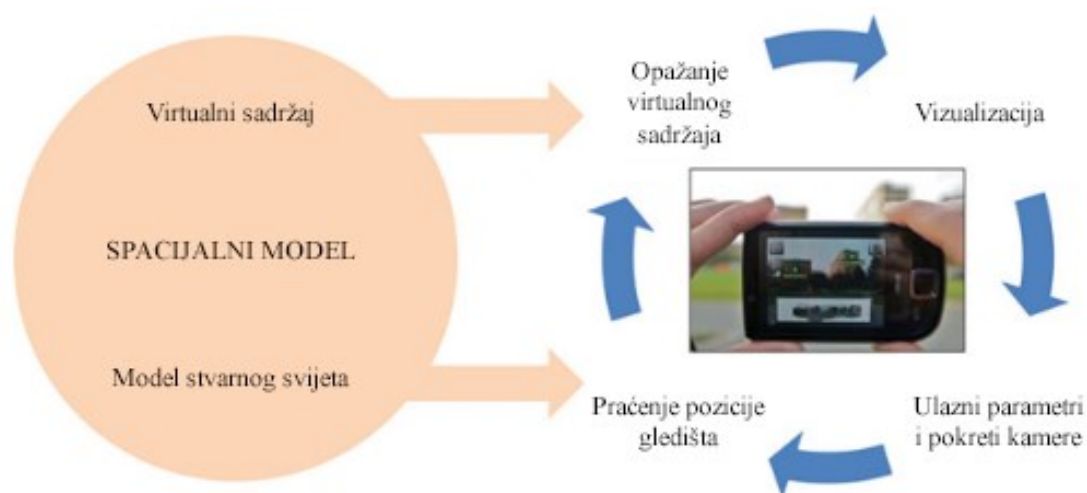 Virtualni sadržaj
SPACIJALNI MODEL
Model stvarnog svijeta
Opažanje
virtualnog
sadržaja
Vizualizacija
Praćenje pozicije
gledišta
Ulazni parametri
i pokreti kamere